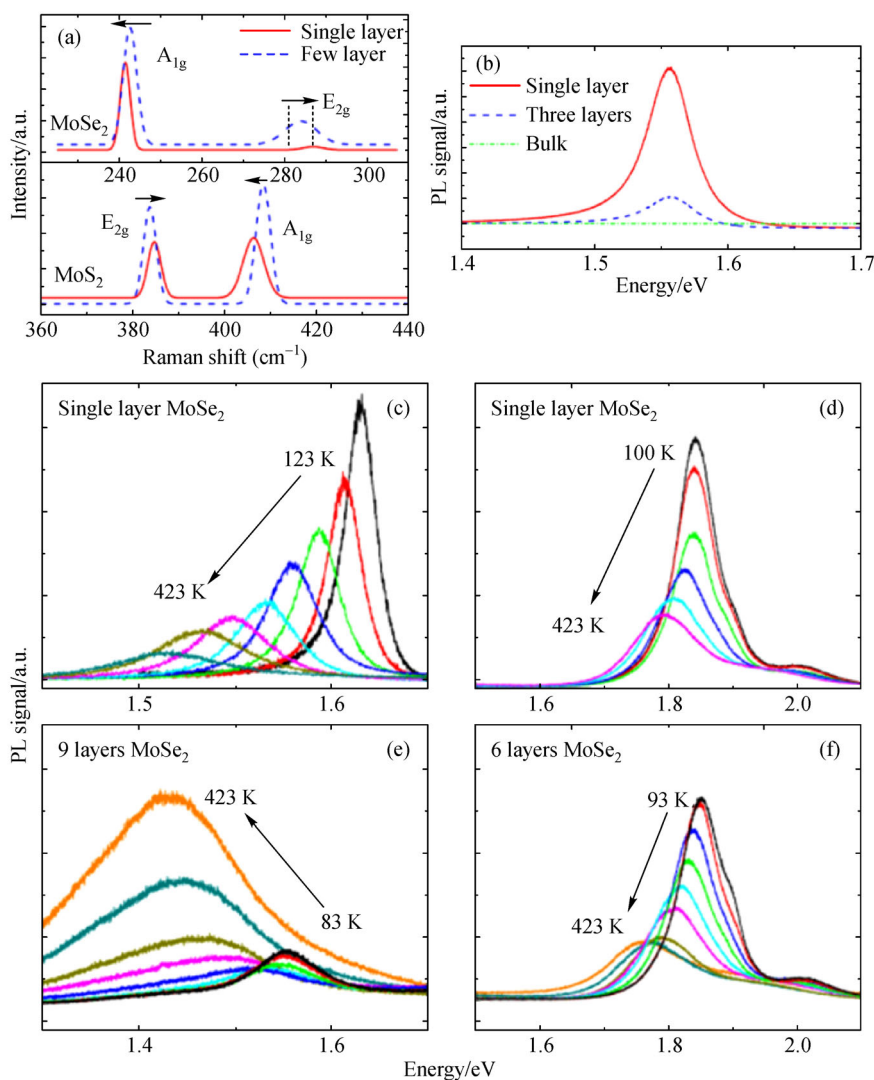 (a)
Single layer
Few layer
A₁g
E₂g
MoSe₂
240 260 280 300
E₂g
A₁g
MoS₂
360 380 400 420 440
Raman shift (cm⁻¹)
Intensity/a.u.
(b)
Single layer
Three layers
Bulk
PL signal/a.u.
1.4 1.5 1.6 1.7
Energy/eV
Single layer MoSe₂ (c)
123 K
423 K
1.5 1.6
Single layer MoSe₂ (d)
100 K
423 K
1.6 1.8 2.0
PL signal/a.u.
9 layers MoSe₂ (e)
423 K
83 K
1.4 1.5 1.6 1.7
6 layers MoSe₂ (f)
93 K
423 K
1.6 1.8 2.0
Energy/eV